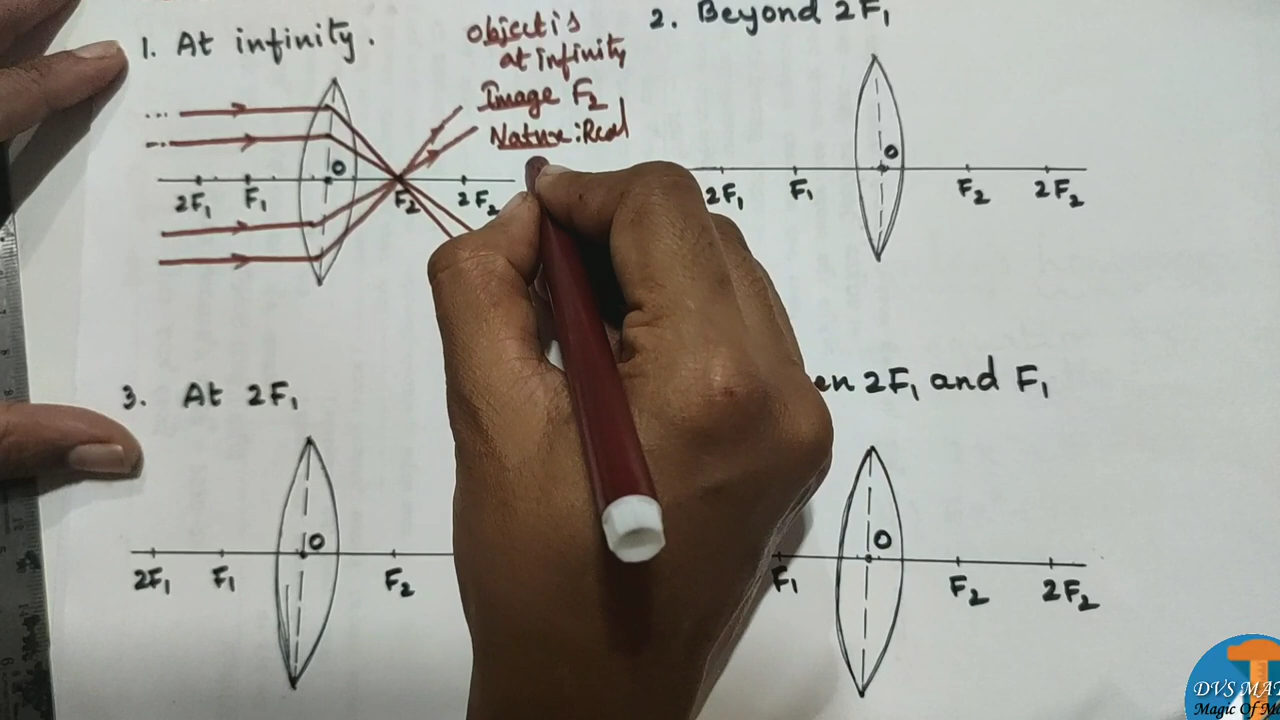 1. At infinity.
Object is
at infinity
Image F₂
Nature: Real
2F₁ F₁ O F₂ 2F₂
2. Beyond 2F₁
2F₁ F₁ O F₂ 2F₂
3. At 2F₁
2F₁ F₁ O F₂
en 2F₁ and F₁
F₁ O F₂ 2F₂
DVS MA
Magic Of Ma